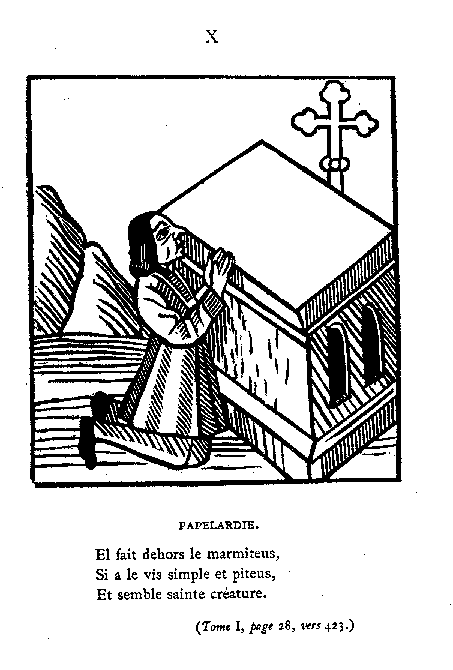 X
PAPELARDIE.
El fait dehors le marmiteus,
Si a le vis simple et piteus,
Et semble sainte créature.
(Tome I, page 28, vers 423.)